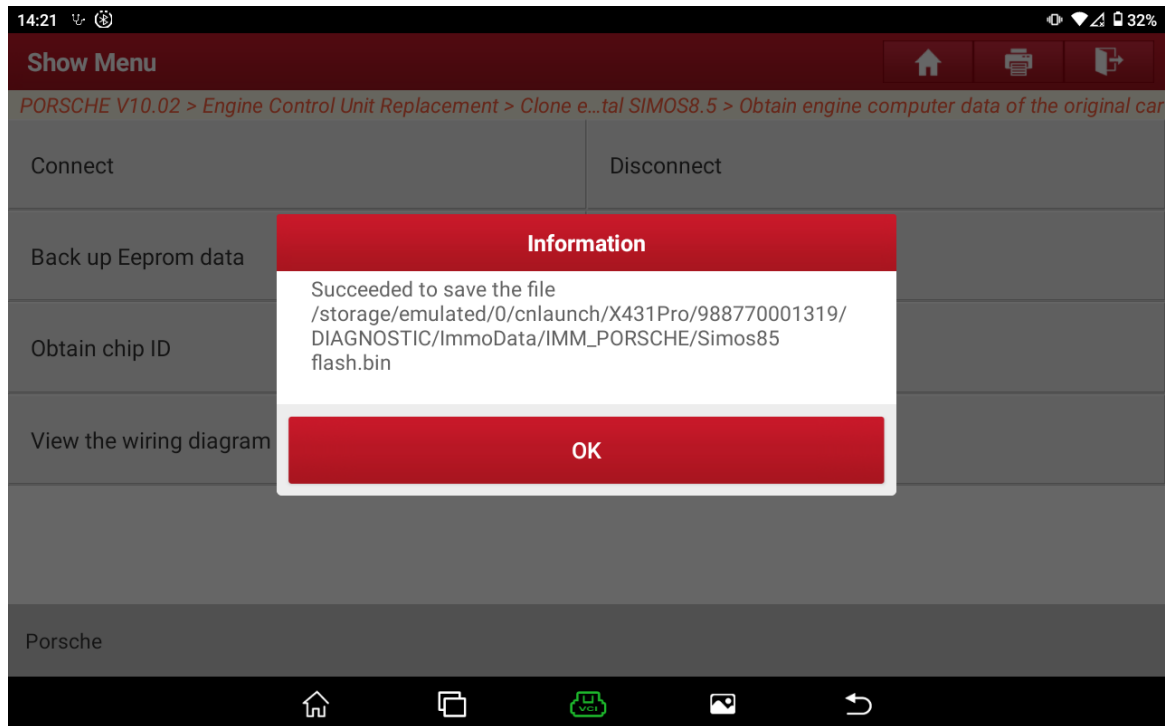 14:21
32%
Show Menu
PORSCHE V10.02 > Engine Control Unit Replacement > Clone e...tal SIMOS8.5 > Obtain engine computer data of the original car
Connect
Disconnect
Back up Eeprom data
Information
Succeeded to save the file
/storage/emulated/0/cnlaunch/X431Pro/988770001319/
DIAGNOSTIC/ImmoData/IMM_PORSCHE/Simos85
flash.bin
Obtain chip ID
View the wiring diagram
OK
Porsche
VCI